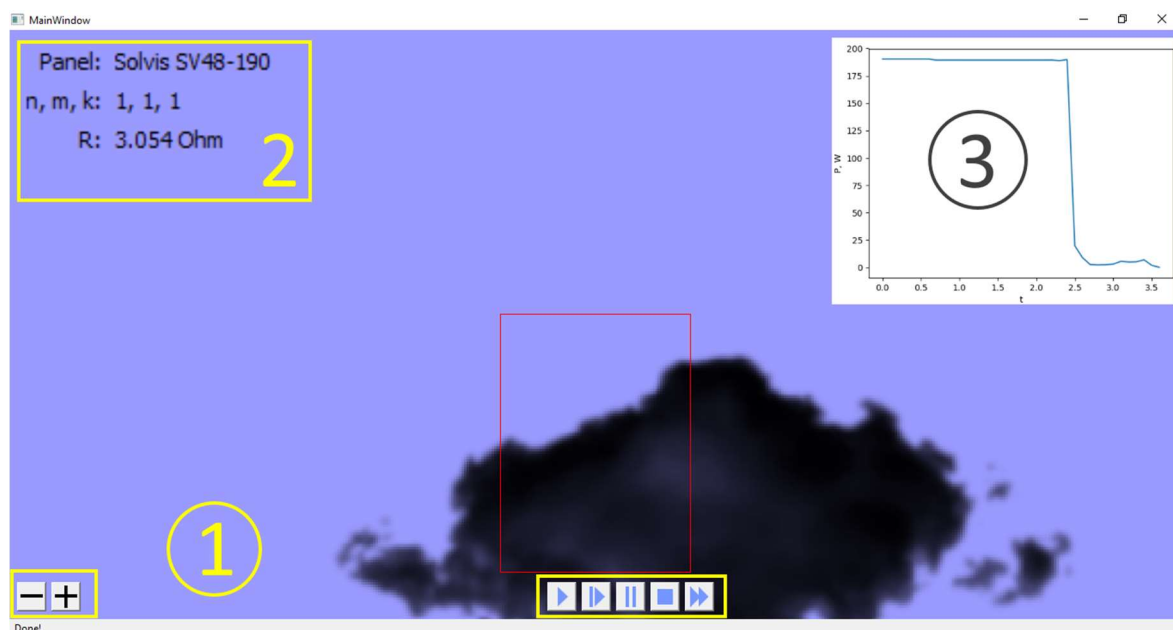 MainWindow
Panel: Solvis SV48-190
n, m, k: 1, 1, 1
R: 3.054 Ohm
2
200
175
150
125
100
75
50
25
0
P, W
3
0.0 0.5 1.0 1.5 2.0 2.5 3.0 3.5
t
1
Done!